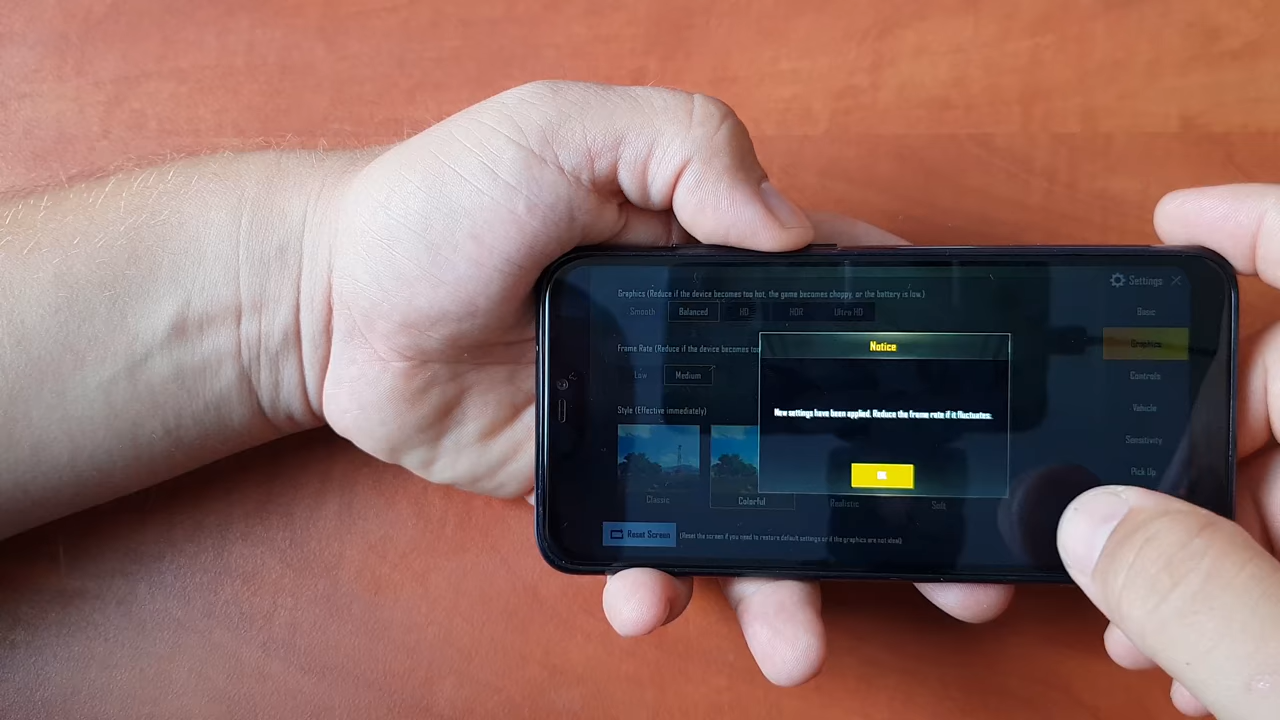 Settings
Graphics (Reduce if the device becomes too hot, the game becomes choppy, or the battery is low.)
Smooth Balanced HD HDR Ultra HD
Basic
Notice
Graphics
Frame Rate (Reduce if the device becomes too
Low Medium
Controls
Style (Effective immediately)
New settings have been applied. Reduce the frame rate if it fluctuates.
Vehicle
Sensitivity
OK
Pick Up
Classic Colorful Realistic Soft
Reset Screen (Reset the screen if you need to restore default settings or if the graphics are not ideal)